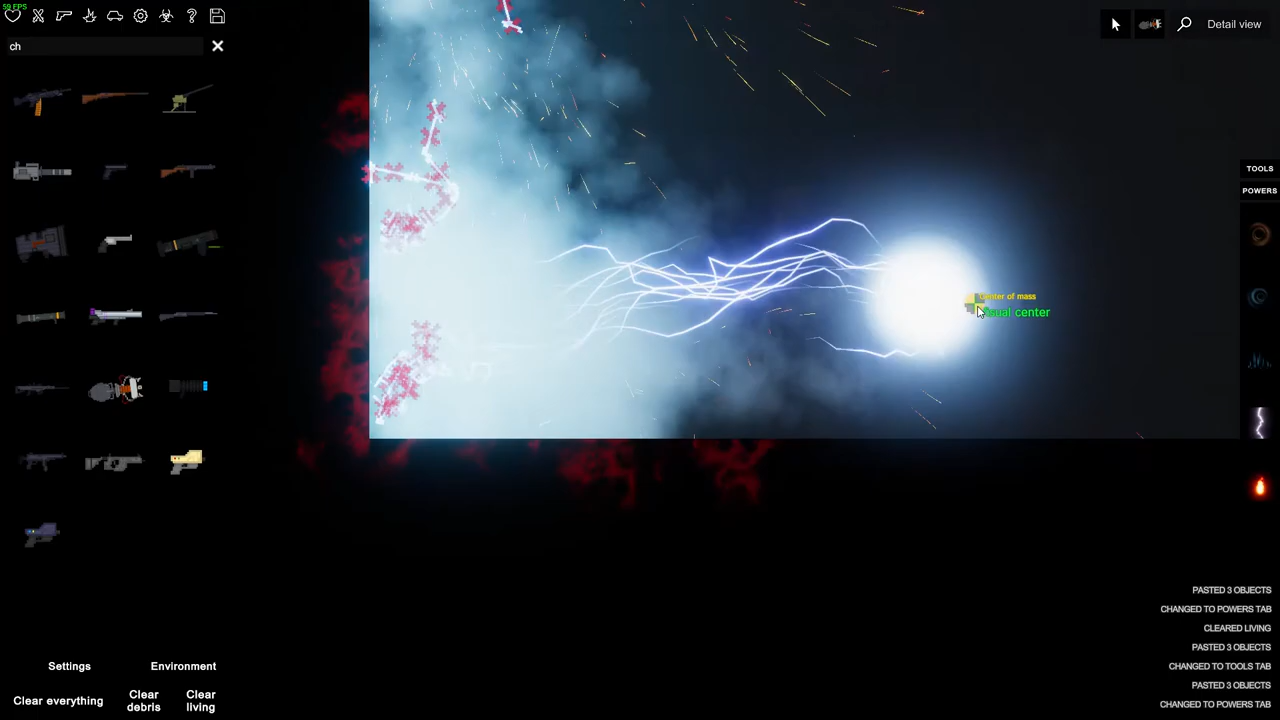 59 FPS
ch
Detail view
TOOLS
POWERS
Center of mass
Visual center
PASTED 3 OBJECTS
CHANGED TO POWERS TAB
CLEARED LIVING
PASTED 3 OBJECTS
CHANGED TO TOOLS TAB
PASTED 3 OBJECTS
CHANGED TO POWERS TAB
Settings
Environment
Clear everything
Clear
debris
Clear
living